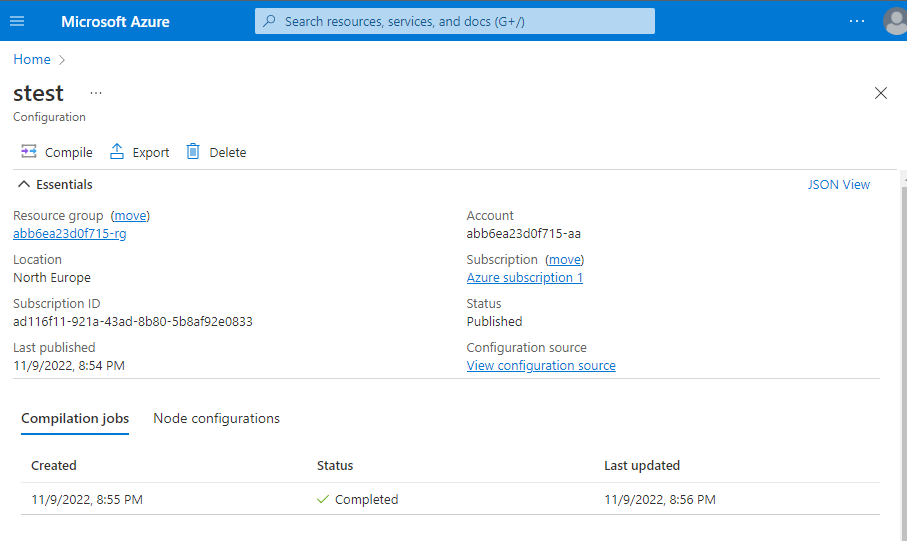 Microsoft Azure
Search resources, services, and docs (G+/)
...
Home >
stest ...
Configuration
Compile Export Delete
Essentials JSON View
Resource group (move) Account
abb6ea23d0f715-rg abb6ea23d0f715-aa
Location Subscription (move)
North Europe Azure subscription 1
Subscription ID Status
ad116f11-921a-43ad-8b80-5b8af92e0833 Published
Last published Configuration source
11/9/2022, 8:54 PM View configuration source
Compilation jobs Node configurations
Created Status Last updated
11/9/2022, 8:55 PM Completed 11/9/2022, 8:56 PM